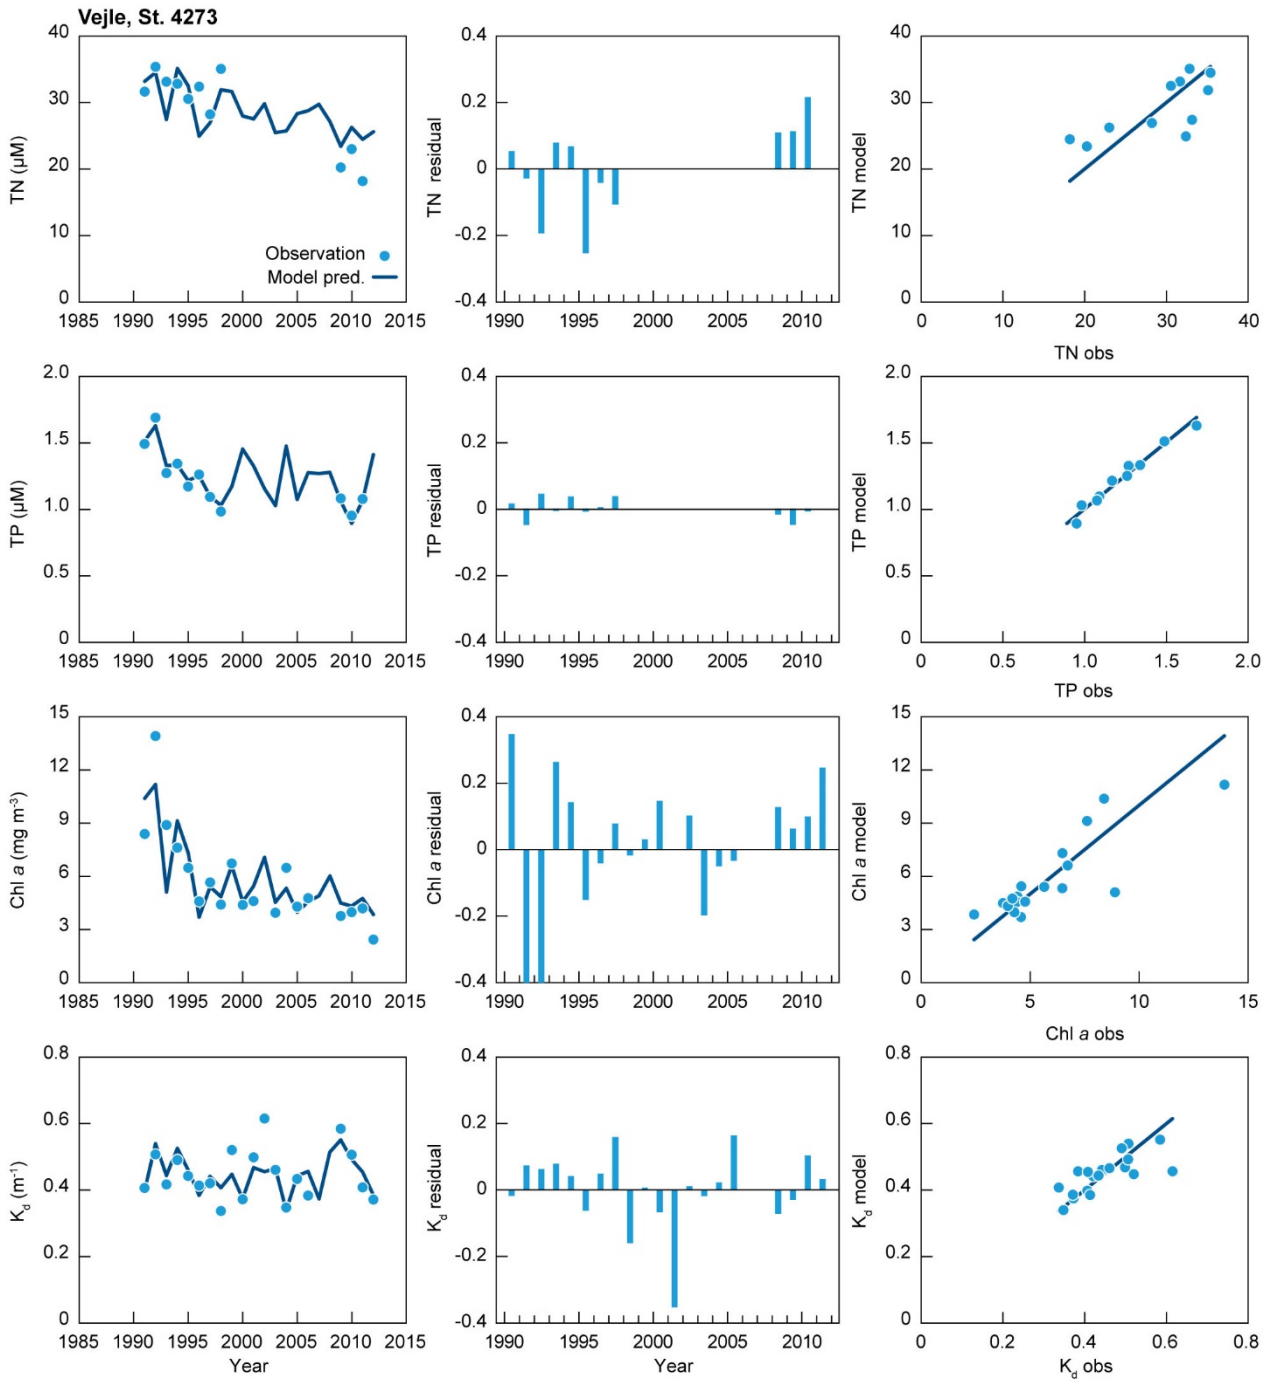 Vejle, St. 4273
40
30
20
10
0
TN (µM)
Observation
Model pred.
1985 1990 1995 2000 2005 2010 2015
0.4
0.2
0
-0.2
-0.4
TN residual
1990 1995 2000 2005 2010
40
30
20
10
0
TN model
0 10 20 30 40
TN obs
2.0
1.5
1.0
0.5
0
TP (µM)
1985 1990 1995 2000 2005 2010 2015
0.4
0.2
0
-0.2
-0.4
TP residual
1990 1995 2000 2005 2010
2.0
1.5
1.0
0.5
0
TP model
0 0.5 1.0 1.5 2.0
TP obs
15
12
9
6
3
0
Chl a (mg m⁻³)
1985 1990 1995 2000 2005 2010 2015
0.4
0.2
0
-0.2
-0.4
Chl a residual
1990 1995 2000 2005 2010
15
12
9
6
3
0
Chl a model
0 5 10 15
Chl a obs
0.8
0.6
0.4
0.2
0
K_d (m⁻¹)
1985 1990 1995 2000 2005 2010 2015
Year
0.4
0.2
0
-0.2
-0.4
K_d residual
1990 1995 2000 2005 2010
Year
0.8
0.6
0.4
0.2
0
K_d model
0 0.2 0.4 0.6 0.8
K_d obs